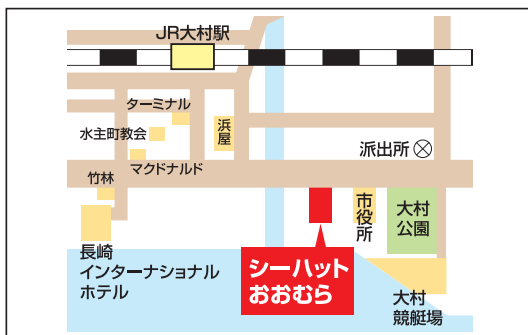 JR大村駅
ターミナル
水主町教会
浜屋
派出所
マクドナルド
竹林
市役所
大村
公園
長崎
インターナショナル
ホテル
シーハット
おおむら
大村
競艇場